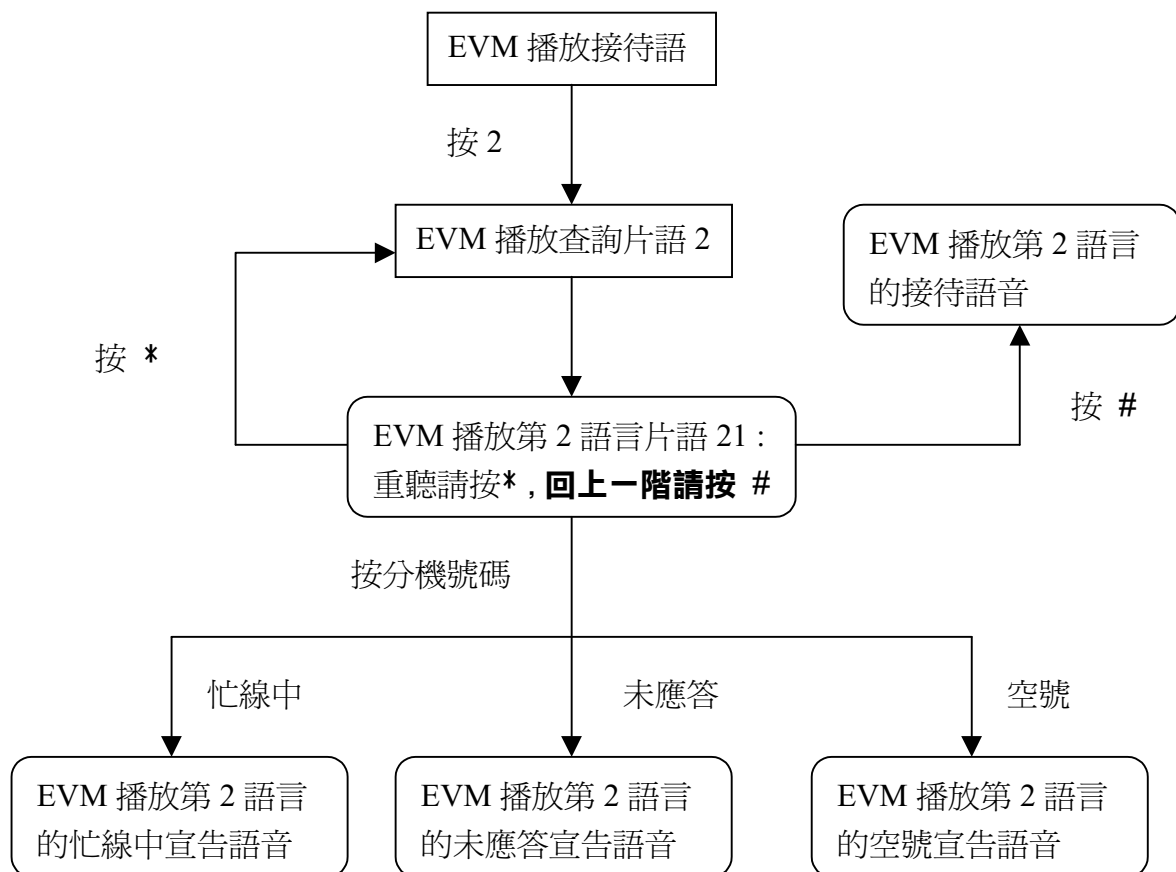 EVM 播放接待語
按 2
EVM 播放查詢片語 2
EVM 播放第 2 語言
的接待語音
按 *
按 #
EVM 播放第 2 語言片語 21 :
重聽請按* , 回上一階請按 #
按分機號碼
忙線中
未應答
空號
EVM 播放第 2 語言
的忙線中宣告語音
EVM 播放第 2 語言
的未應答宣告語音
EVM 播放第 2 語言
的空號宣告語音